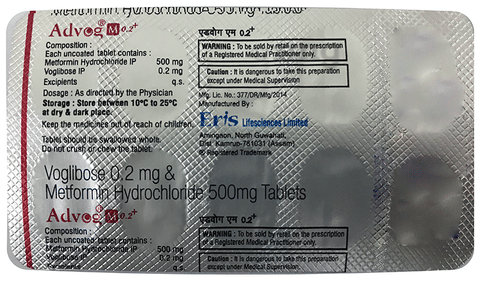 Metformin Hydrochloride 500mg Tablets
Advog® M 0.2+
Composition :
Each uncoated tablet contains :
Metformin Hydrochloride IP 500 mg
Voglibose IP 0.2 mg
Excipients q.s.
Dosage : As directed by the Physician
Storage : Store between 10ºC to 25ºC
at dry & dark place.
Keep the medicines out of reach of children.
Tablet should be swallowed whole.
Do not crush or chew the tablet.
एडवोग एम 0.2+
WARNING : To be sold by retail on the prescription
of a Registered Medical Practitioner only.
Caution : It is dangerous to take this preparation
except under Medical Supervision
Mfg. Lic. No.: 377/DR/Mfg/2014
Manufactured By :
Eris Lifesciences Limited
Amingaon, North Guwahati,
Dist. Kamrup-781031 (Assam)
® Registered Trademark
Voglibose 0.2 mg &
Metformin Hydrochloride 500mg Tablets
Advog® M 0.2+
Composition :
Each uncoated tablet contains :
Metformin Hydrochloride IP 500 mg
Voglibose IP 0.2 mg
Excipients q.s.
एडवोग एम 0.2+
WARNING : To be sold by retail on the prescription
of a Registered Medical Practitioner only.
Caution : It is dangerous to take this preparation
except under Medical Supervision